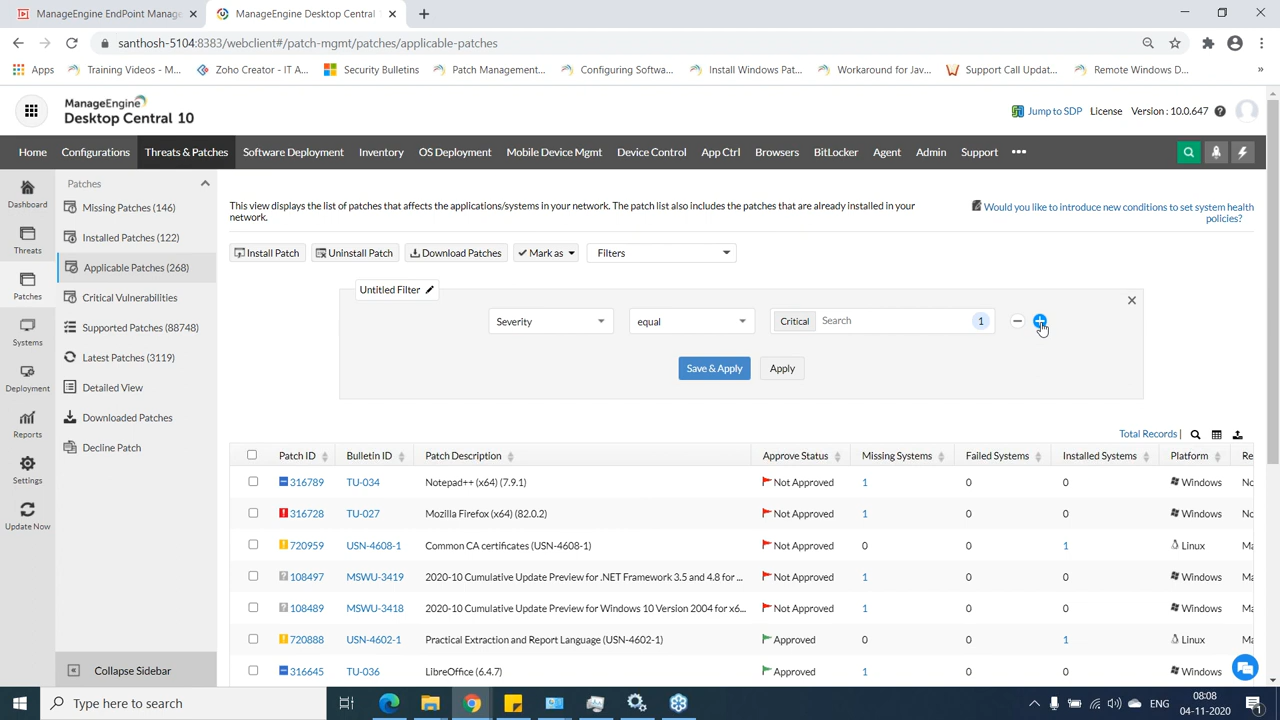 ManageEngine EndPoint Manage
ManageEngine Desktop Central 1
santhosh-5104:8383/webclient#/patch-mgmt/patches/applicable-patches
Apps
Training Videos - M...
Zoho Creator - IT A...
Security Bulletins
Patch Management...
Configuring Softwa...
Install Windows Pat...
Workaround for Jav...
Support Call Updat...
Remote Windows D...
»
ManageEngine
Desktop Central 10
Jump to SDP
License
Version : 10.0.647
Home
Configurations
Threats & Patches
Software Deployment
Inventory
OS Deployment
Mobile Device Mgmt
Device Control
App Ctrl
Browsers
BitLocker
Agent
Admin
Support
Dashboard
Threats
Patches
Systems
Deployment
Reports
Settings
Update Now
Patches
Missing Patches (146)
Installed Patches (122)
Applicable Patches (268)
Critical Vulnerabilities
Supported Patches (88748)
Latest Patches (3119)
Detailed View
Downloaded Patches
Decline Patch
Collapse Sidebar
This view displays the list of patches that affects the applications/systems in your network. The patch list also includes the patches that are already installed in your
network.
Would you like to introduce new conditions to set system health
policies?
Install Patch
Uninstall Patch
Download Patches
Mark as
Filters
Untitled Filter
Severity
equal
Critical
Search
1
Save & Apply
Apply
Total Records |
Patch ID Bulletin ID Patch Description Approve Status Missing Systems Failed Systems Installed Systems Platform Re
316789 TU-034 Notepad++ (x64) (7.9.1) Not Approved 1 0 0 Windows No
316728 TU-027 Mozilla Firefox (x64) (82.0.2) Not Approved 1 0 0 Windows No
720959 USN-4608-1 Common CA certificates (USN-4608-1) Not Approved 0 0 1 Linux Ma
108497 MSWU-3419 2020-10 Cumulative Update Preview for .NET Framework 3.5 and 4.8 for ... Not Approved 1 0 0 Windows Ma
108489 MSWU-3418 2020-10 Cumulative Update Preview for Windows 10 Version 2004 for x6... Not Approved 1 0 0 Windows Ma
720888 USN-4602-1 Practical Extraction and Report Language (USN-4602-1) Approved 0 0 1 Linux Ma
316645 TU-036 LibreOffice (6.4.7) Approved 1 0 0 Windows No
Type here to search
ENG
08:08
04-11-2020
1